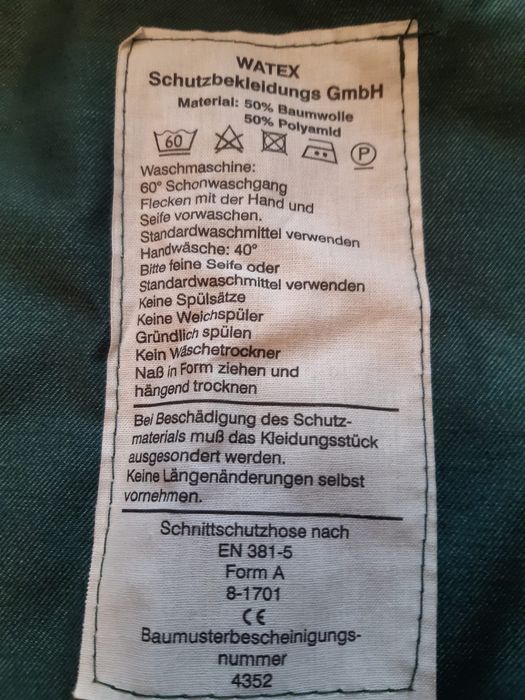 WATEX
Schutzbekleidungs GmbH
Material: 50% Baumwolle
50% Polyamid
60 P
Waschmaschine:
60° Schonwaschgang
Flecken mit der Hand und
Seife vorwaschen.
Standardwaschmittel verwenden
Handwäsche: 40°
Bitte feine Seife oder
Standardwaschmittel verwenden
Keine Spülsätze
Keine Weichspüler
Gründlich spülen
Kein Wäschetrockner
Naß in Form ziehen und
hängend trocknen
Bei Beschädigung des Schutz-
materials muß das Kleidungsstück
ausgesondert werden.
Keine Längenänderungen selbst
vornehmen.
Schnittschutzhose nach
EN 381-5
Form A
8-1701
CE
Baumusterbescheinigungs-
nummer
4352